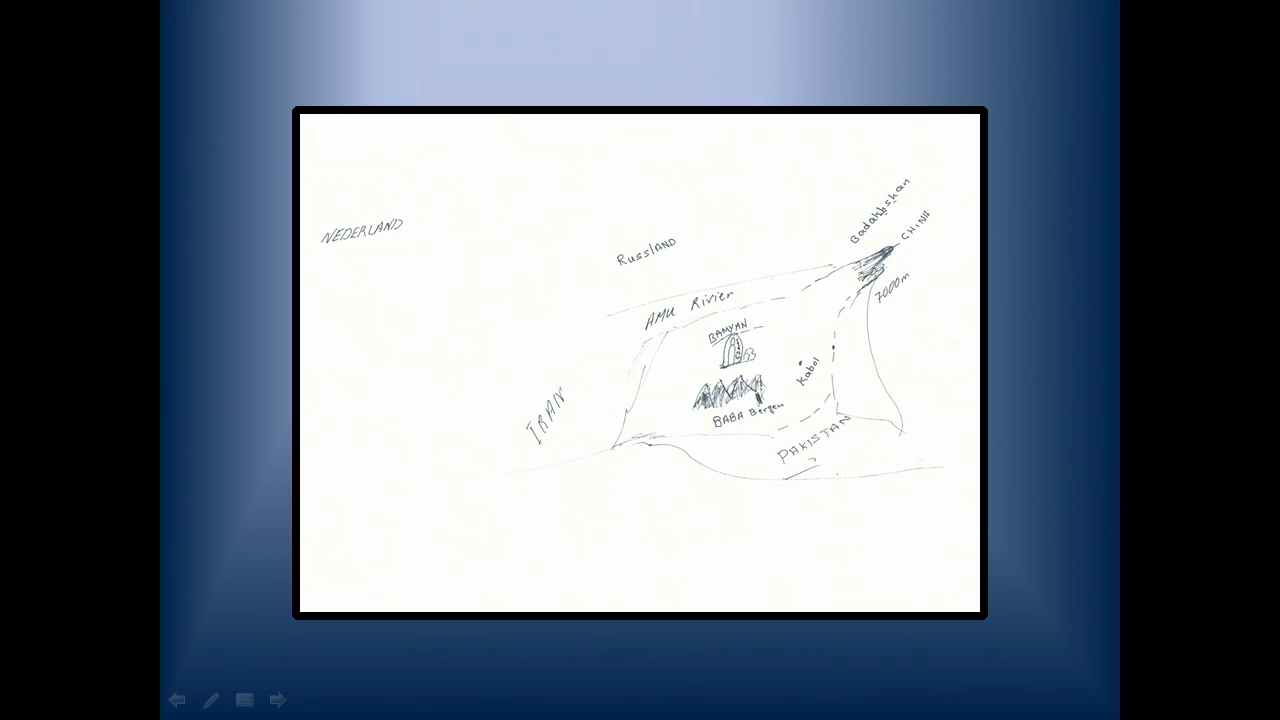 NEDERLAND
Badakhshan
CHINA
RussLAND
7000m
AMU Rivier
BAMYAN
Kabol
IRAN
BABA Bergen
PAKISTAN